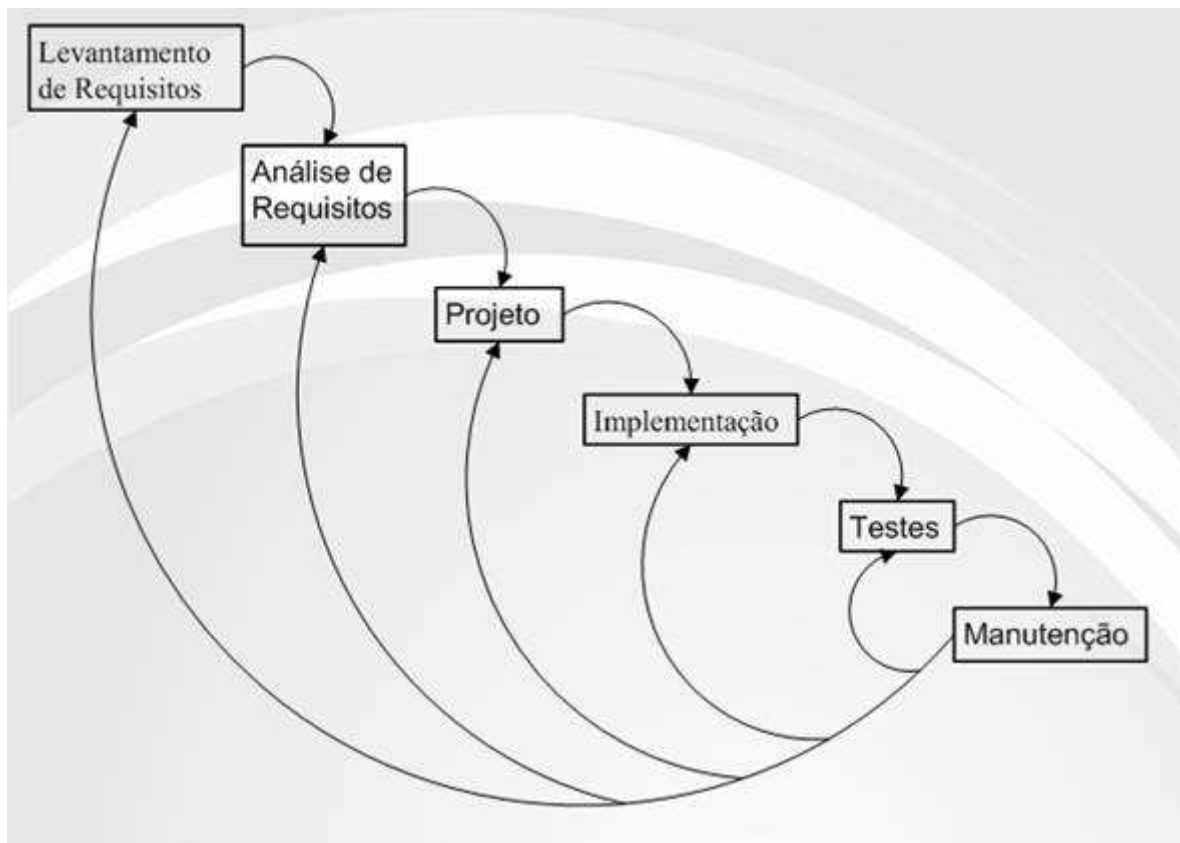 Levantamento
de Requisitos
Análise de
Requisitos
Projeto
Implementação
Testes
Manutenção